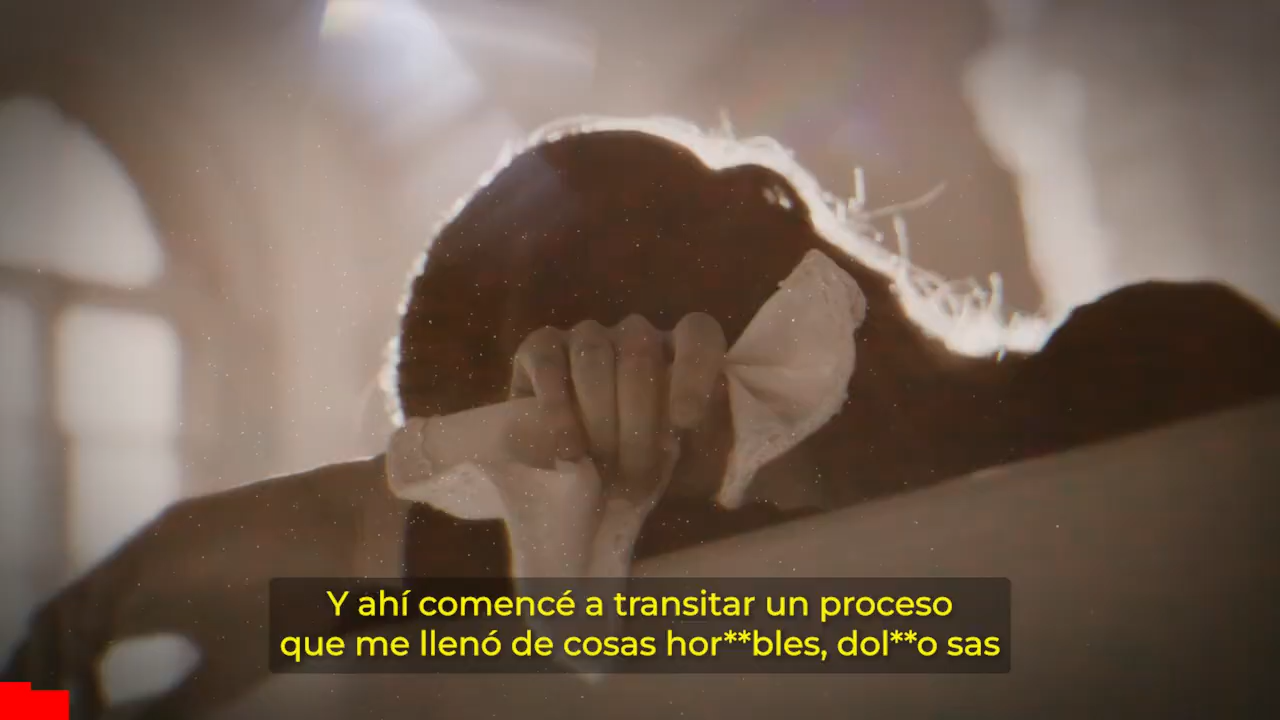 Y ahí comencé a transitar un proceso
que me llenó de cosas hor**bles, dol**o sas